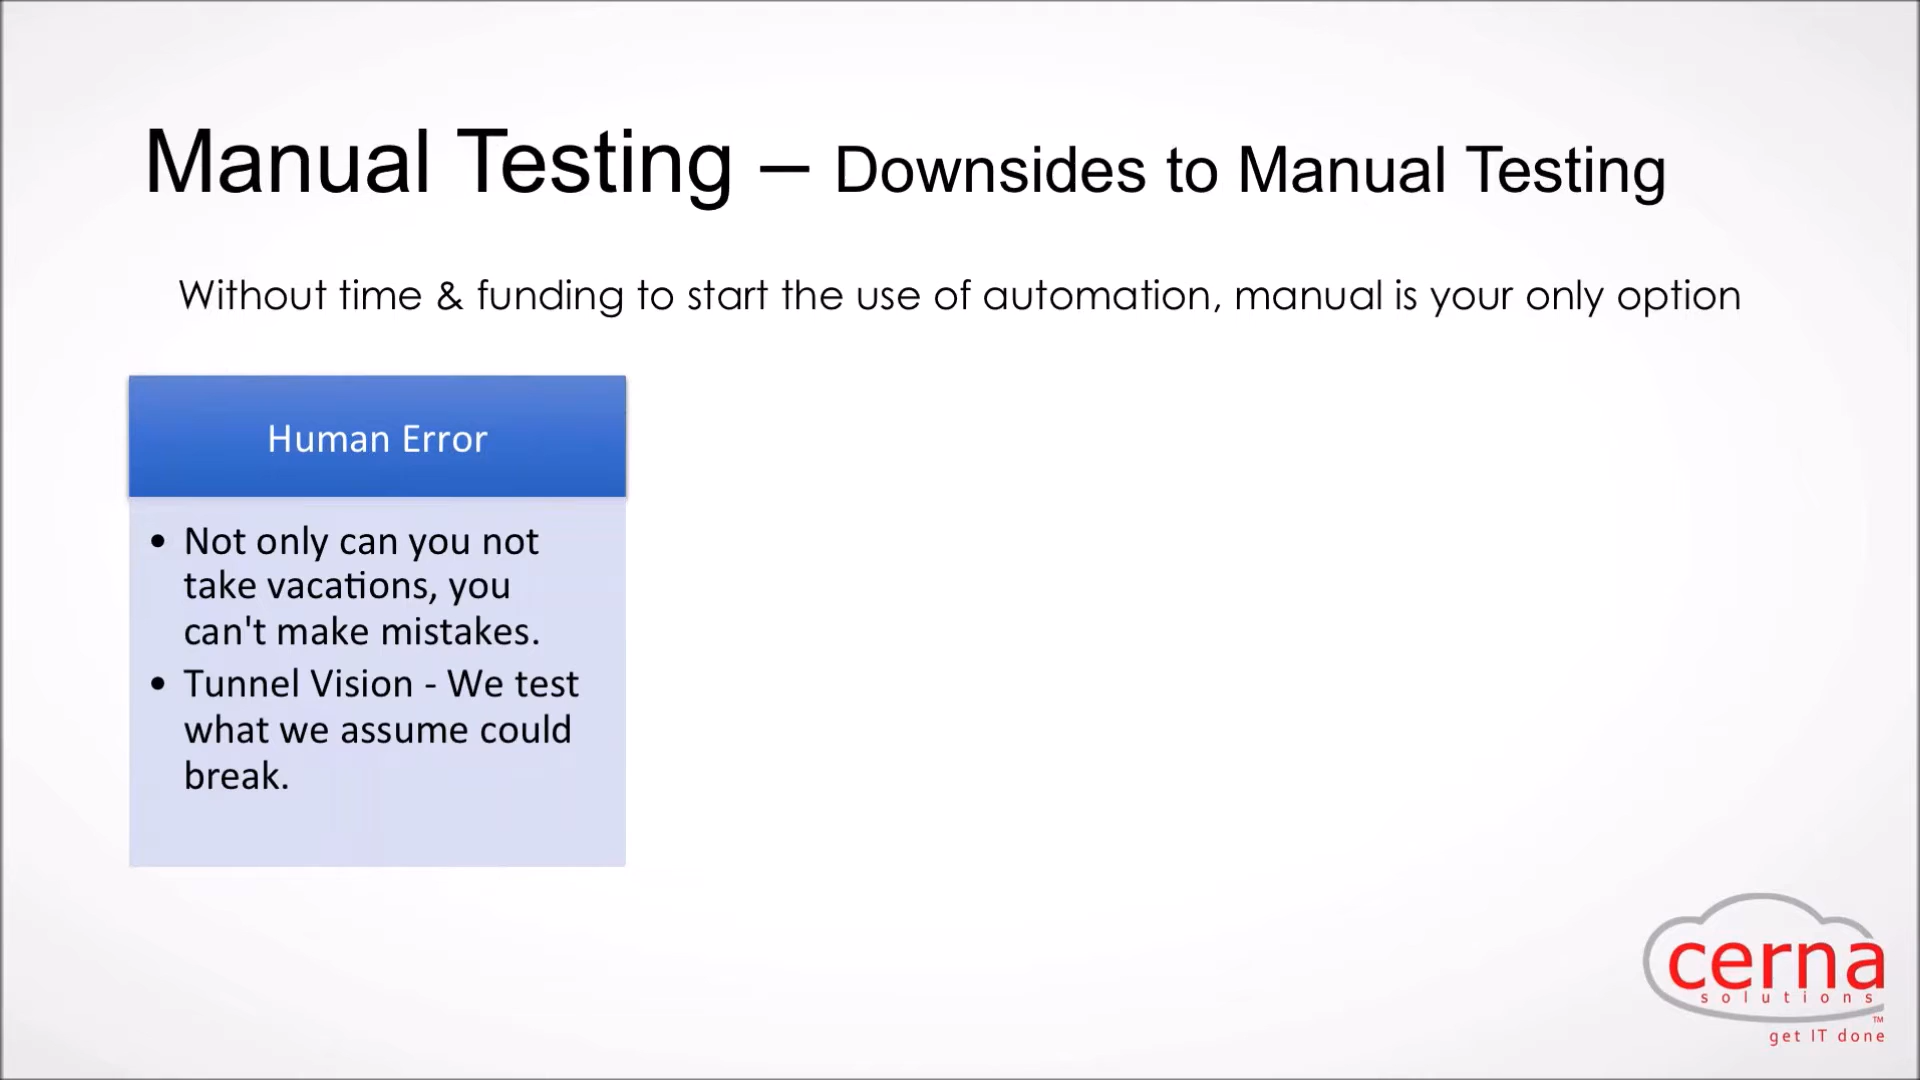 Manual Testing – Downsides to Manual Testing
Without time & funding to start the use of automation, manual is your only option
Human Error
• Not only can you not
take vacations, you
can't make mistakes.
• Tunnel Vision - We test
what we assume could
break.
cerna
solutions
TM
get IT done